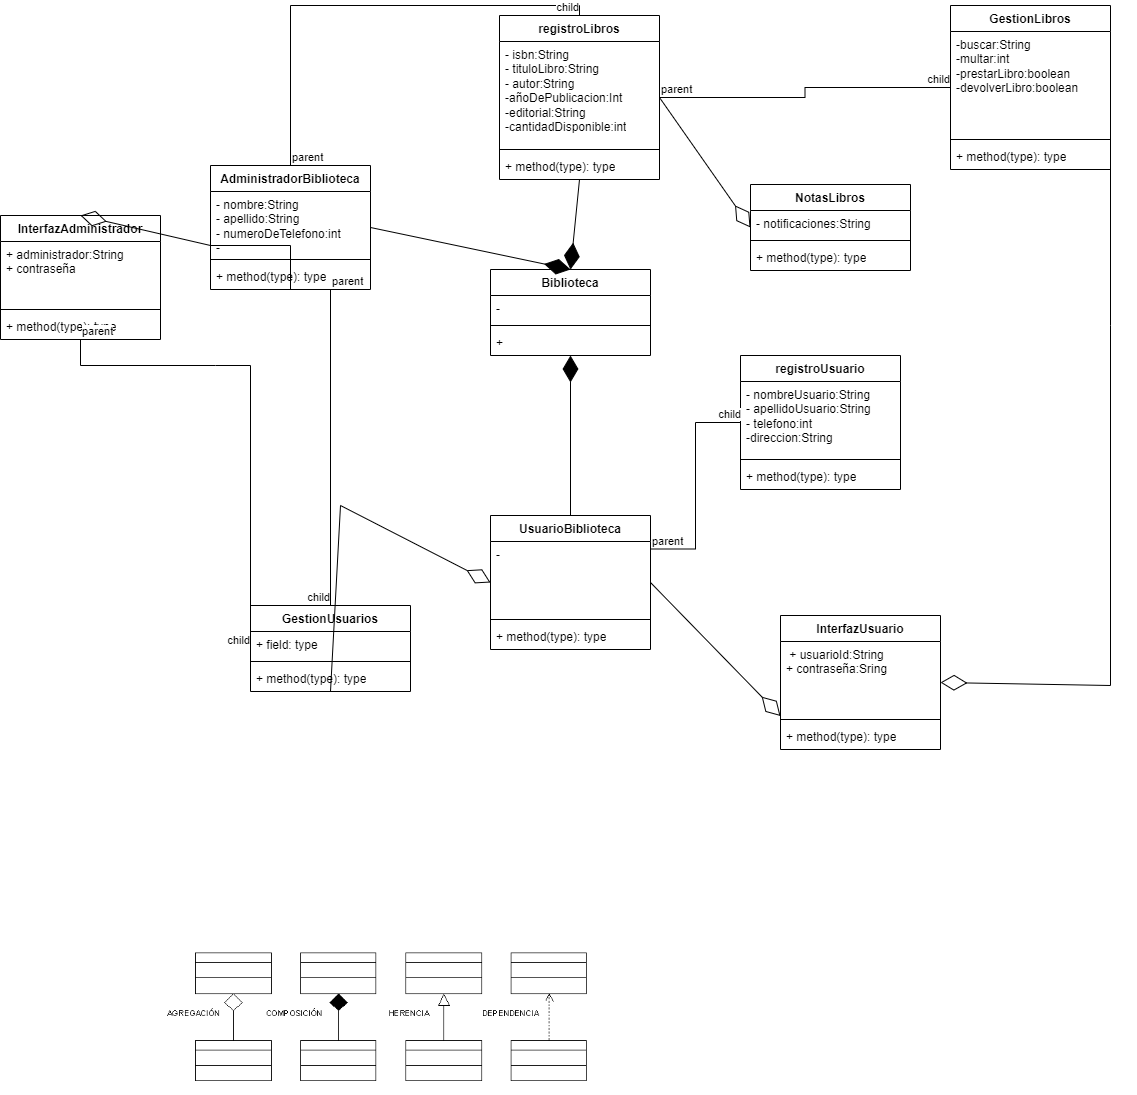 child
registroLibros
- isbn:String
- tituloLibro:String
- autor:String
-añoDePublicacion:Int
-editorial:String
-cantidadDisponible:int
+ method(type): type
parent
child
GestionLibros
-buscar:String
-multar:int
-prestarLibro:boolean
-devolverLibro:boolean
+ method(type): type
parent
AdministradorBiblioteca
- nombre:String
- apellido:String
- numeroDeTelefono:int
-
+ method(type): type
parent
NotasLibros
- notificaciones:String
+ method(type): type
InterfazAdministrador
+ administrador:String
+ contraseña
+ method(type): type
parent
Biblioteca
-
+
registroUsuario
- nombreUsuario:String
- apellidoUsuario:String
- telefono:int
-direccion:String
+ method(type): type
child
UsuarioBiblioteca
-
+ method(type): type
parent
child
GestionUsuarios
+ field: type
+ method(type): type
child
InterfazUsuario
+ usuarioId:String
+ contraseña:Sring
+ method(type): type
AGREGACIÓN
COMPOSICIÓN
HERENCIA
DEPENDENCIA